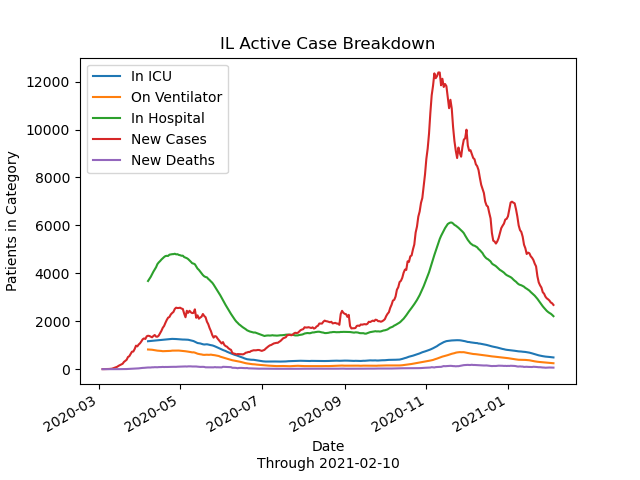 IL Active Case Breakdown
In ICU
On Ventilator
In Hospital
New Cases
New Deaths
Patients in Category
12000
10000
8000
6000
4000
2000
0
2020-03
2020-05
2020-07
2020-09
2020-11
2021-01
Date
Through 2021-02-10